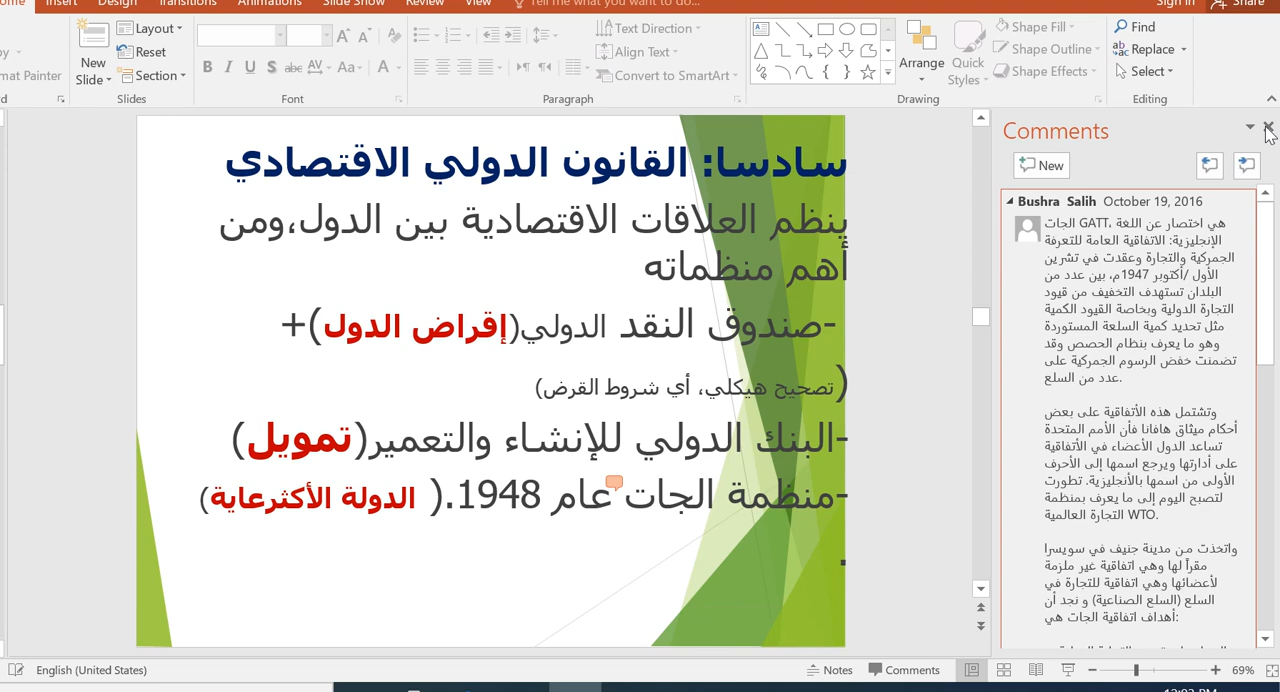 ome
Insert
Design
Transitions
Animations
Slide Show
Review
View
Tell me what you want to do...
Sign in
Share
mat Painter
New
Slide
Layout
Reset
Section
Slides
Font
Text Direction
Align Text
Convert to SmartArt
Paragraph
Arrange
Quick
Styles
Shape Fill
Shape Outline
Shape Effects
Drawing
Find
Replace
Select
Editing
سادسا: القانون الدولي الاقتصادي
ينظم العلاقات الاقتصادية بين الدول،ومن
أهم منظماته
-صندوق النقد الدولي(إقراض الدول)+
(تصحيح هيكلي، أي شروط القرض)
-البنك الدولي للإنشاء والتعمير(تمويل)
-منظمة الجات عام 1948.( الدولة الأكثرعاية)
.
Comments
New
Bushra Salih October 19, 2016
هي اختصار عن اللغة GATT، الجات
الإنجليزية: الاتفاقية العامة للتعرفة
الجمركية والتجارة وعقدت في تشرين
الأول /أكتوبر 1947م، بين عدد من
البلدان تستهدف التخفيف من قيود
التجارة الدولية وبخاصة القيود الكمية
مثل تحديد كمية السلعة المستوردة
وهو ما يعرف بنظام الحصص وقد
تضمنت خفض الرسوم الجمركية على
عدد من السلع.
وتشتمل هذه الأتفاقية على بعض
أحكام ميثاق هافانا فأن الأمم المتحدة
تساعد الدول الأعضاء في الأتفاقية
على أدارتها ويرجع اسمها إلى الأحرف
الأولى من اسمها بالأنجليزية. تطورت
لتصبح اليوم إلى ما يعرف بمنظمة
التجارة العالمية WTO.
واتخذت من مدينة جنيف في سويسرا
مقراً لها وهي اتفاقية غير ملزمة
لأعضائها وهي اتفاقية للتجارة في
السلع (السلع الصناعية) و نجد أن
أهداف اتفاقية الجات هي:
English (United States)
Notes
Comments
69%